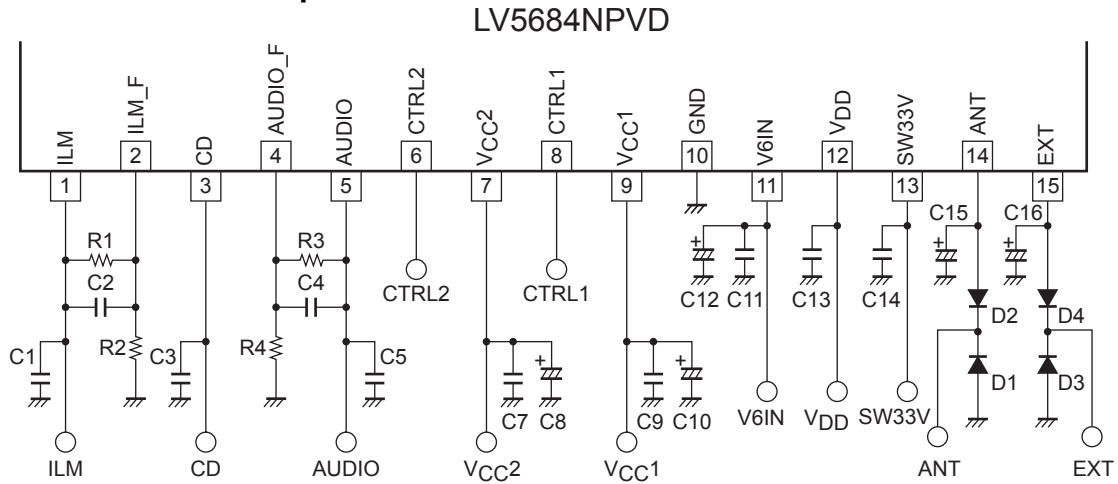 LV5684NPVD
ILM
ILM_F
CD
AUDIO_F
AUDIO
CTRL2
VCC2
CTRL1
VCC1
GND
V6IN
VDD
SW33V
ANT
EXT
1
2
3
4
5
6
7
8
9
10
11
12
13
14
15
R1
C2
R3
C4
CTRL2
CTRL1
C12
C11
C13
C14
C15
C16
D2
D4
C1
R2
C3
R4
C5
C7
C8
C9
C10
V6IN
VDD
SW33V
D1
D3
ILM
CD
AUDIO
VCC2
VCC1
ANT
EXT
+
+
+
+
+